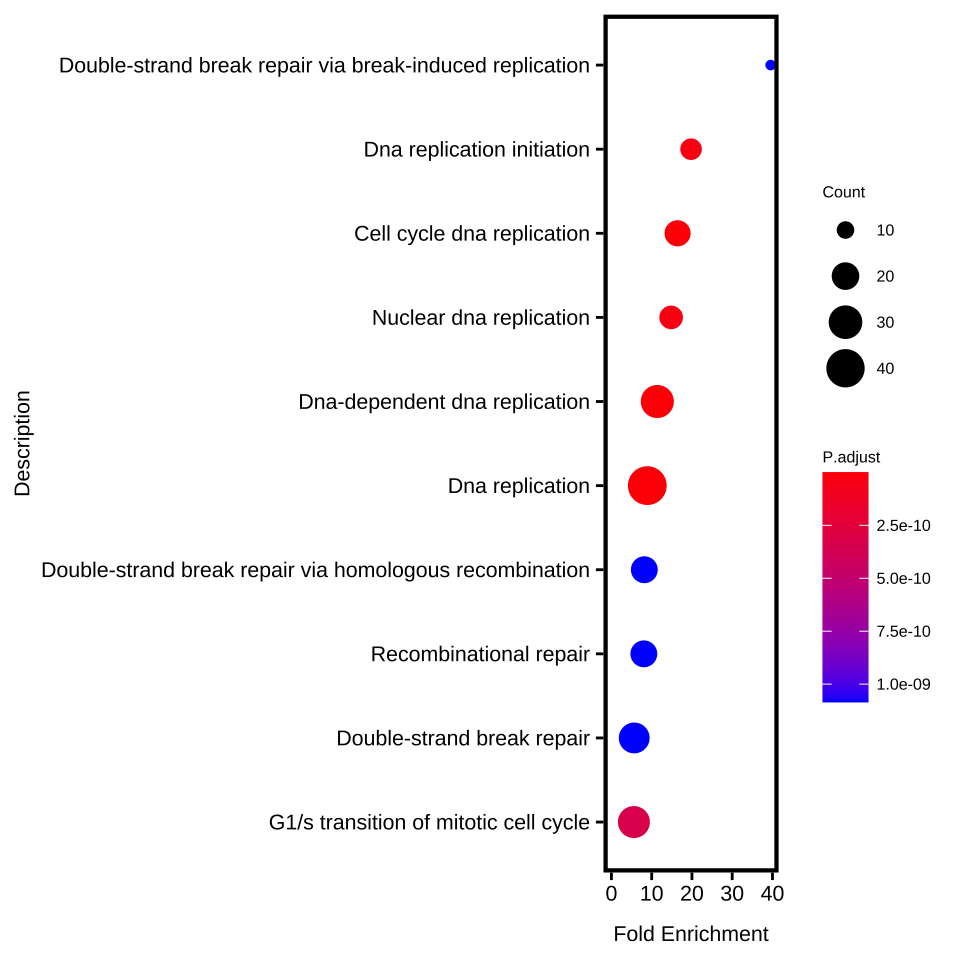 Double-strand break repair via break-induced replication
Dna replication initiation
Cell cycle dna replication
Nuclear dna replication
Dna-dependent dna replication
Dna replication
Double-strand break repair via homologous recombination
Recombinational repair
Double-strand break repair
G1/s transition of mitotic cell cycle
Description
0 10 20 30 40
Fold Enrichment
Count
10
20
30
40
P.adjust
2.5e-10
5.0e-10
7.5e-10
1.0e-09